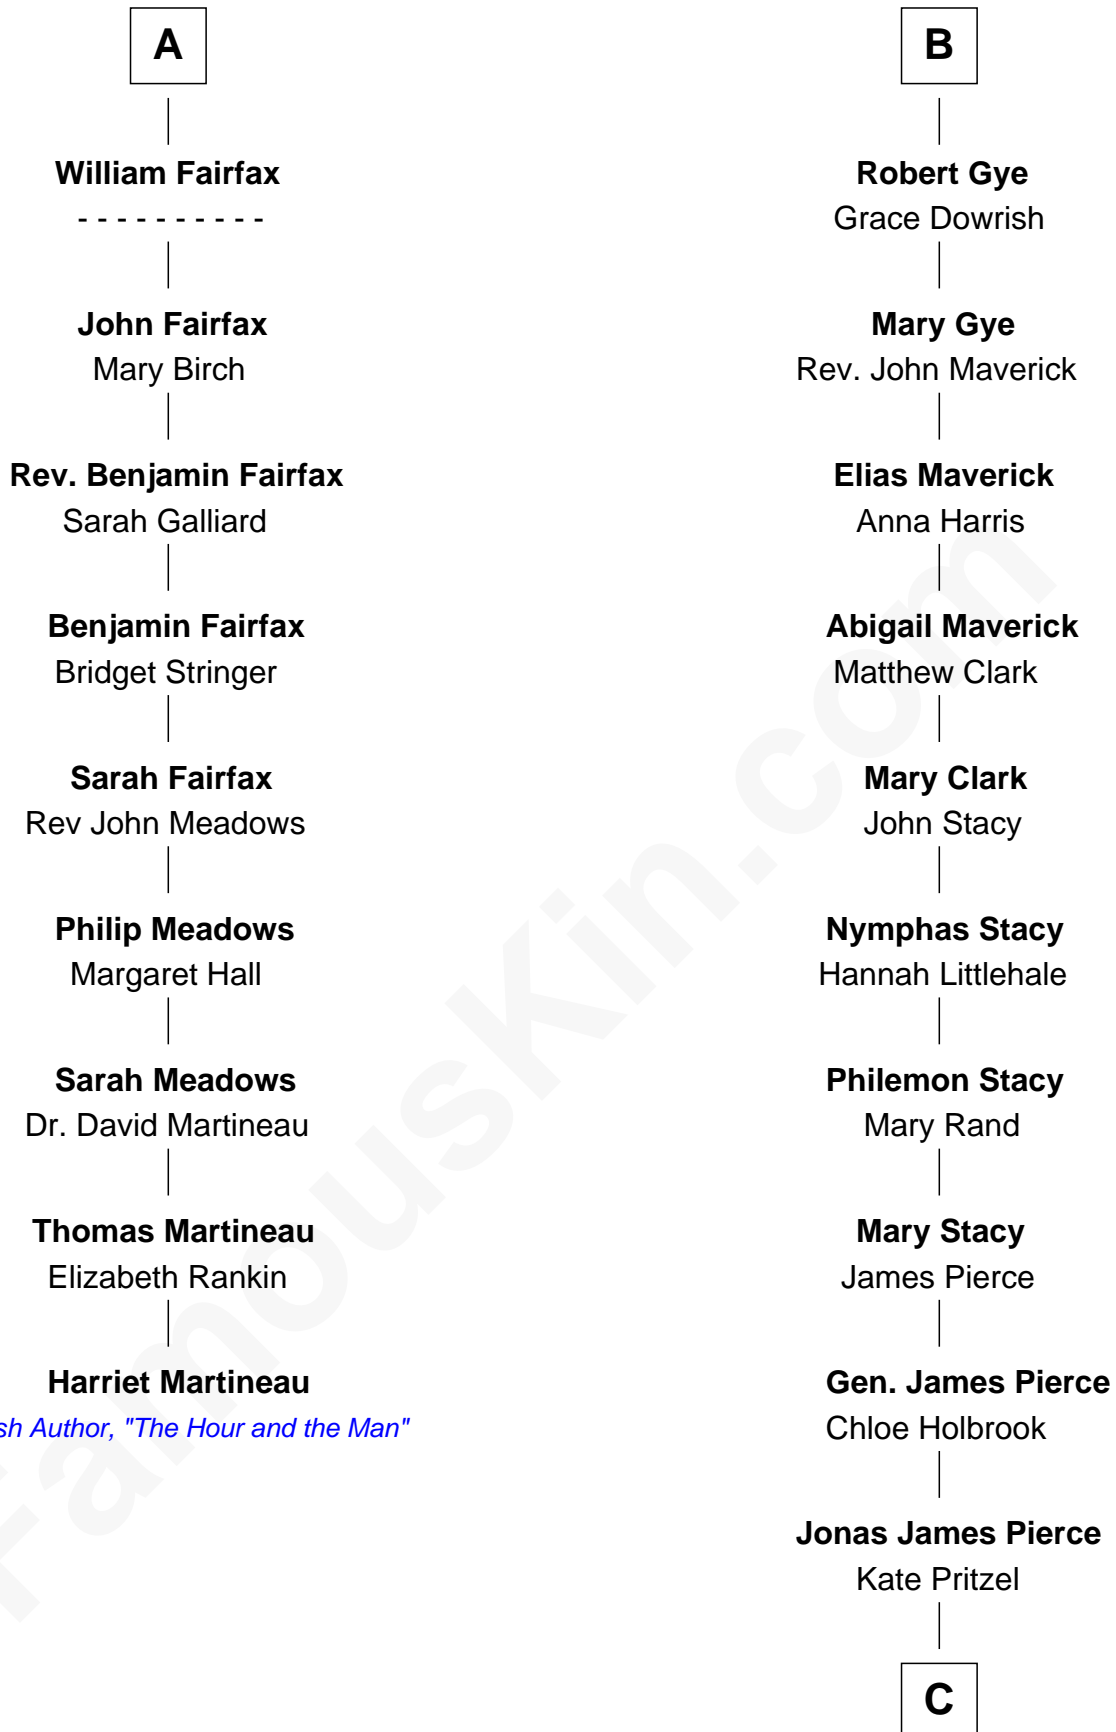 A
William Fairfax
- - - - - - - - - -
John Fairfax
Mary Birch
Rev. Benjamin Fairfax
Sarah Galliard
Benjamin Fairfax
Bridget Stringer
Sarah Fairfax
Rev John Meadows
Philip Meadows
Margaret Hall
Sarah Meadows
Dr. David Martineau
Thomas Martineau
Elizabeth Rankin
Harriet Martineau
sh Author, "The Hour and the Man"
B
Robert Gye
Grace Dowrish
Mary Gye
Rev. John Maverick
Elias Maverick
Anna Harris
Abigail Maverick
Matthew Clark
Mary Clark
John Stacy
Nymphas Stacy
Hannah Littlehale
Philemon Stacy
Mary Rand
Mary Stacy
James Pierce
Gen. James Pierce
Chloe Holbrook
Jonas James Pierce
Kate Pritzel
C
FamousKin.com